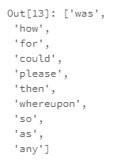 Out[13]: ['was',
'how',
'for',
'could',
'please',
'then',
'whereupon',
'so',
'as',
'any']